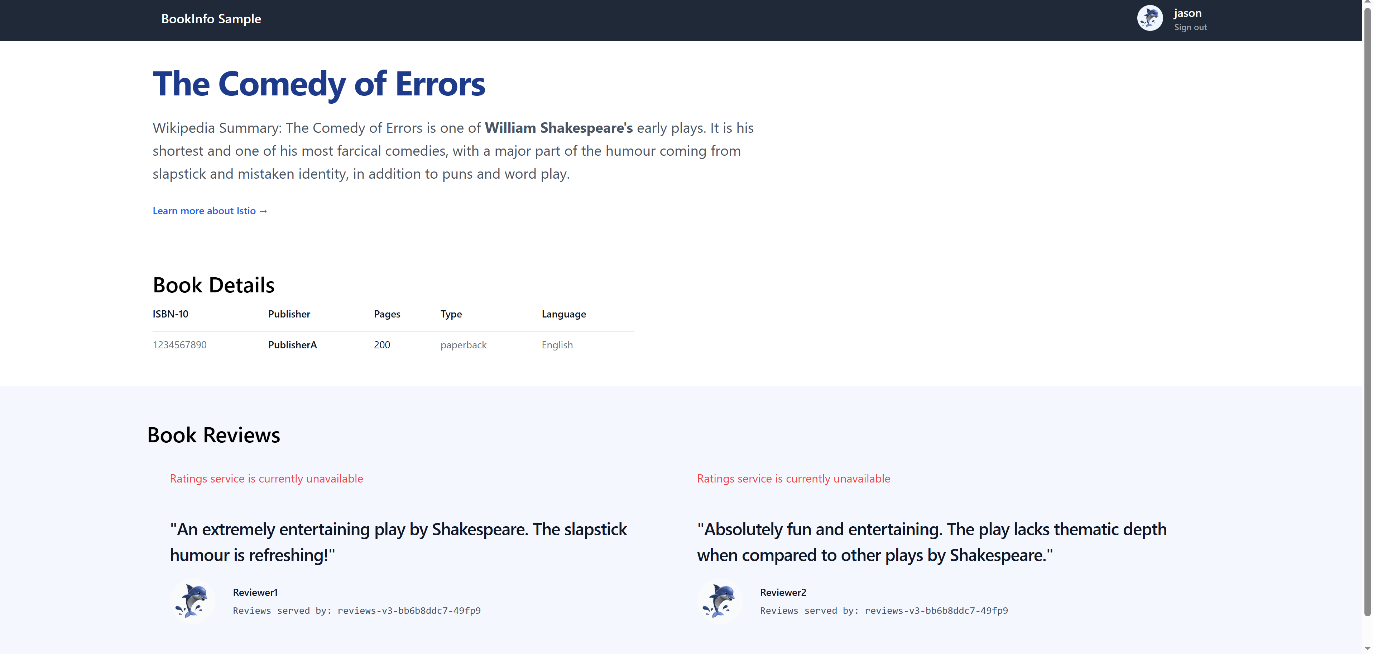 BookInfo Sample
jason
Sign out
The Comedy of Errors
Wikipedia Summary: The Comedy of Errors is one of William Shakespeare's early plays. It is his
shortest and one of his most farcical comedies, with a major part of the humour coming from
slapstick and mistaken identity, in addition to puns and word play.
Learn more about Istio →
Book Details
ISBN-10 Publisher Pages Type Language
1234567890 PublisherA 200 paperback English
Book Reviews
Ratings service is currently unavailable
"An extremely entertaining play by Shakespeare. The slapstick
humour is refreshing!"
Reviewer1
Reviews served by: reviews-v3-bb6b8ddc7-49fp9
Ratings service is currently unavailable
"Absolutely fun and entertaining. The play lacks thematic depth
when compared to other plays by Shakespeare."
Reviewer2
Reviews served by: reviews-v3-bb6b8ddc7-49fp9